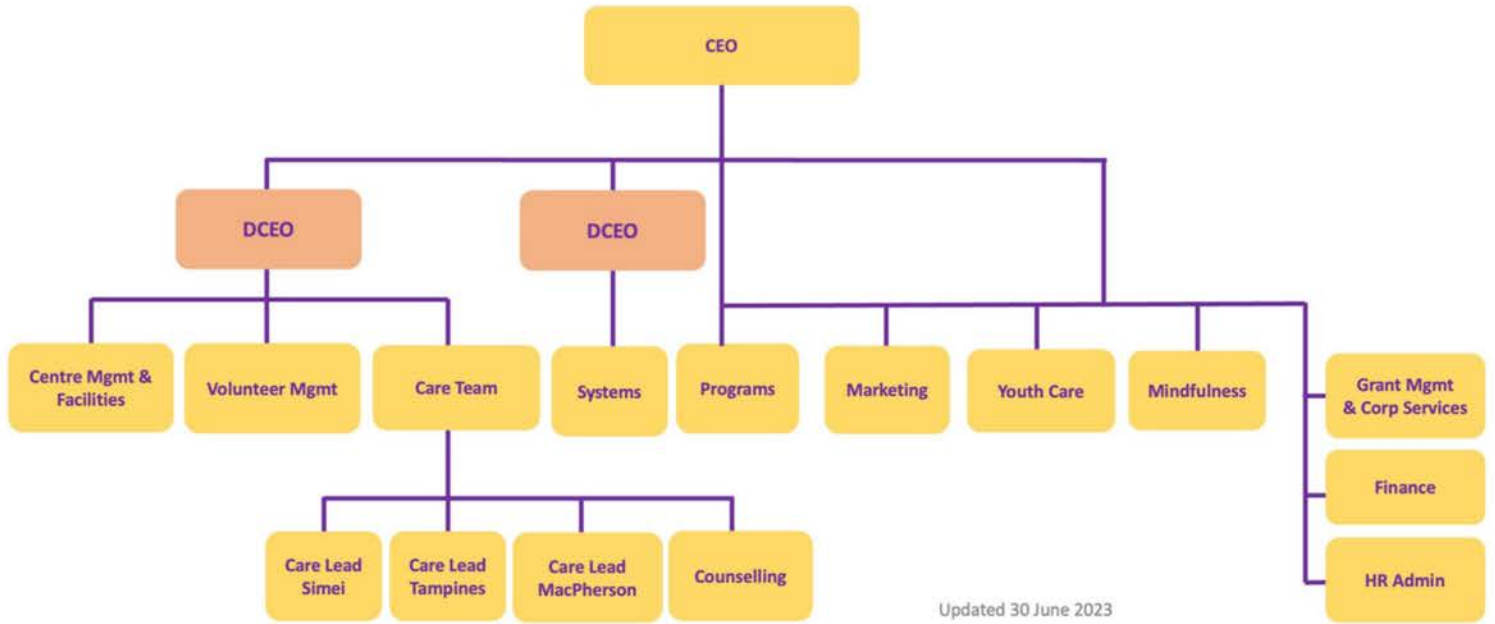 CEO
DCEO
DCEO
Centre Mgmt &
Facilities
Volunteer Mgmt
Care Team
Systems
Programs
Marketing
Youth Care
Mindfulness
Grant Mgmt
& Corp Services
Finance
HR Admin
Care Lead
Simei
Care Lead
Tampines
Care Lead
MacPherson
Counselling
Updated 30 June 2023